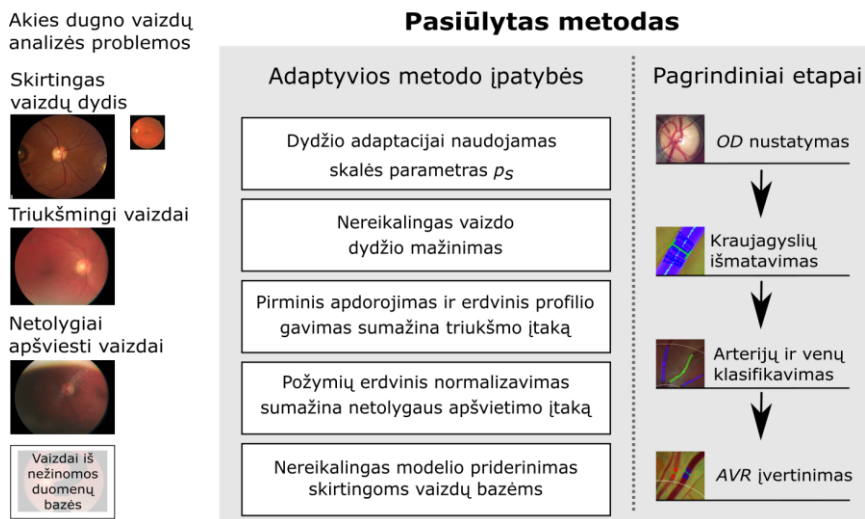 Akies dugno vaizdų
analizės problemos
Skirtingas
vaizdų dydis
Triukšmingi vaizdai
Netolygiai
apšviesti vaizdai
Vaizdai iš
nežinomos
duomenų
bazės
Pasiūlytas metodas
Adaptyvios metodo įpatybės
Dydžio adaptacijai naudojamas
skalės parametras pS
Nereikalingas vaizdo
dydžio mažinimas
Pirminis apdorojimas ir erdvinis profilio
gavimas sumažina triukšmo įtaką
Požymių erdvinis normalizavimas
sumažina netolygaus apšvietimo įtaką
Nereikalingas modelio priderinimas
skirtingoms vaizdų bazėms
Pagrindiniai etapai
OD nustatymas
Kraujagyslių
išmatavimas
Arterijų ir venų
klasifikavimas
AVR įvertinimas